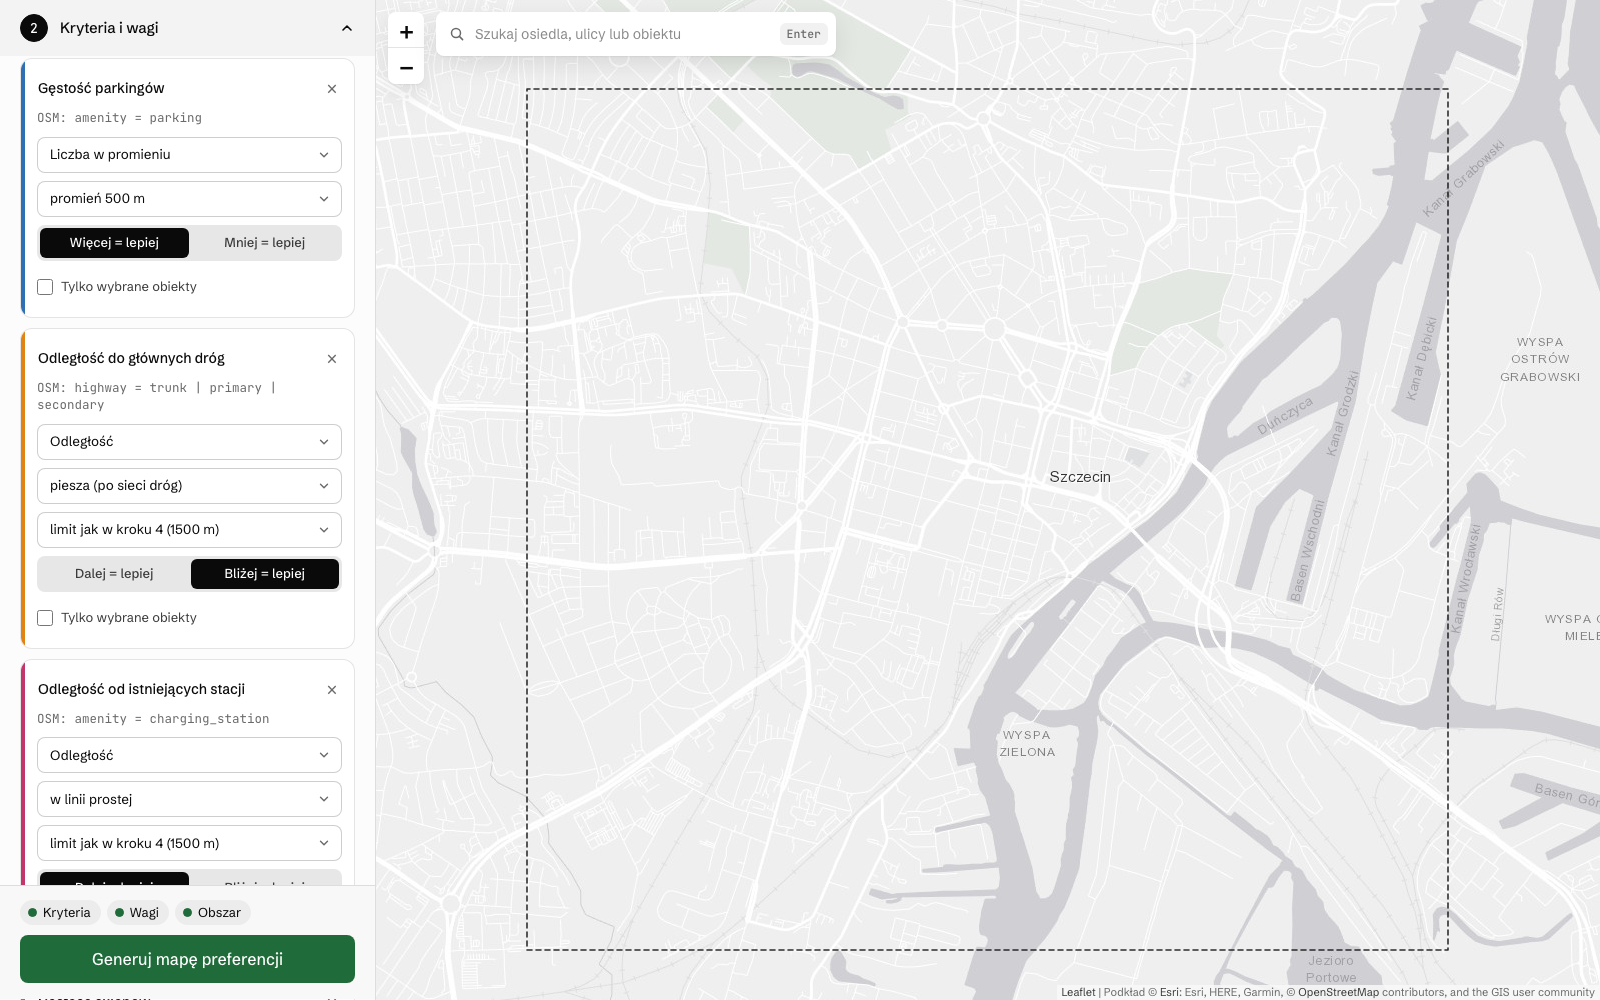 2 Kryteria i wagi
Gęstość parkingów
OSM: amenity = parking
Liczba w promieniu
promień 500 m
Więcej = lepiej
Mniej = lepiej
Tylko wybrane obiekty
Odległość do głównych dróg
OSM: highway = trunk | primary |
secondary
Odległość
piesza (po sieci dróg)
limit jak w kroku 4 (1500 m)
Dalej = lepiej
Bliżej = lepiej
Tylko wybrane obiekty
Odległość od istniejących stacji
OSM: amenity = charging_station
Odległość
w linii prostej
limit jak w kroku 4 (1500 m)
Kryteria
Wagi
Obszar
Generuj mapę preferencji
+
−
Szukaj osiedla, ulicy lub obiektu
Enter
Kanał Grabowski
WYSPA
OSTRÓW
GRABOWSKI
Kanał Dębicki
Kanał Grodzki
Duńczyca
Szczecin
Basen Wschodni
Kanał Wrocławski
Długi Rów
WYSPA
WYSPA
ZIELONA
Basen
Jezioro
Portowe
Leaflet | Podkład © Esri: Esri, HERE, Garmin, © OpenStreetMap contributors, and the GIS user community